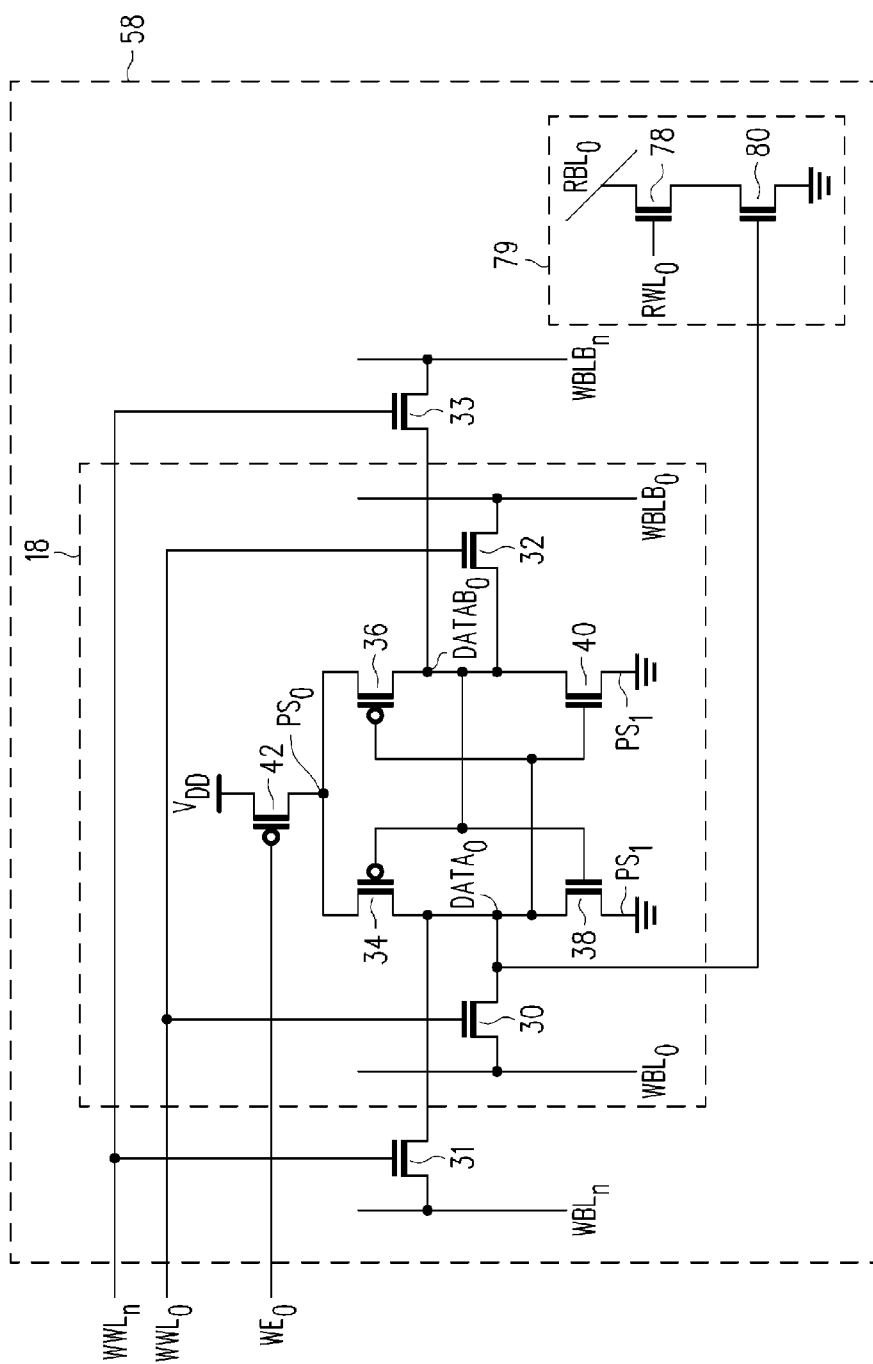 58
WWLn
WWL0
WE0
18
VDD
42
PS0
34
36
DATA0
DATAB0
38
40
PS1
PS1
30
31
32
33
WBLn
WBL0
WBLB0
WBLBn
79
RBL0
RWL0
78
80